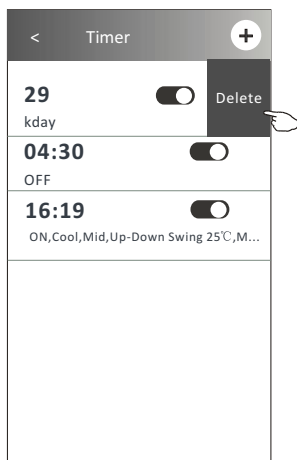 < Timer +
29 Delete
kday
04:30
OFF
16:19
ON,Cool,Mid,Up-Down Swing 25℃,M...